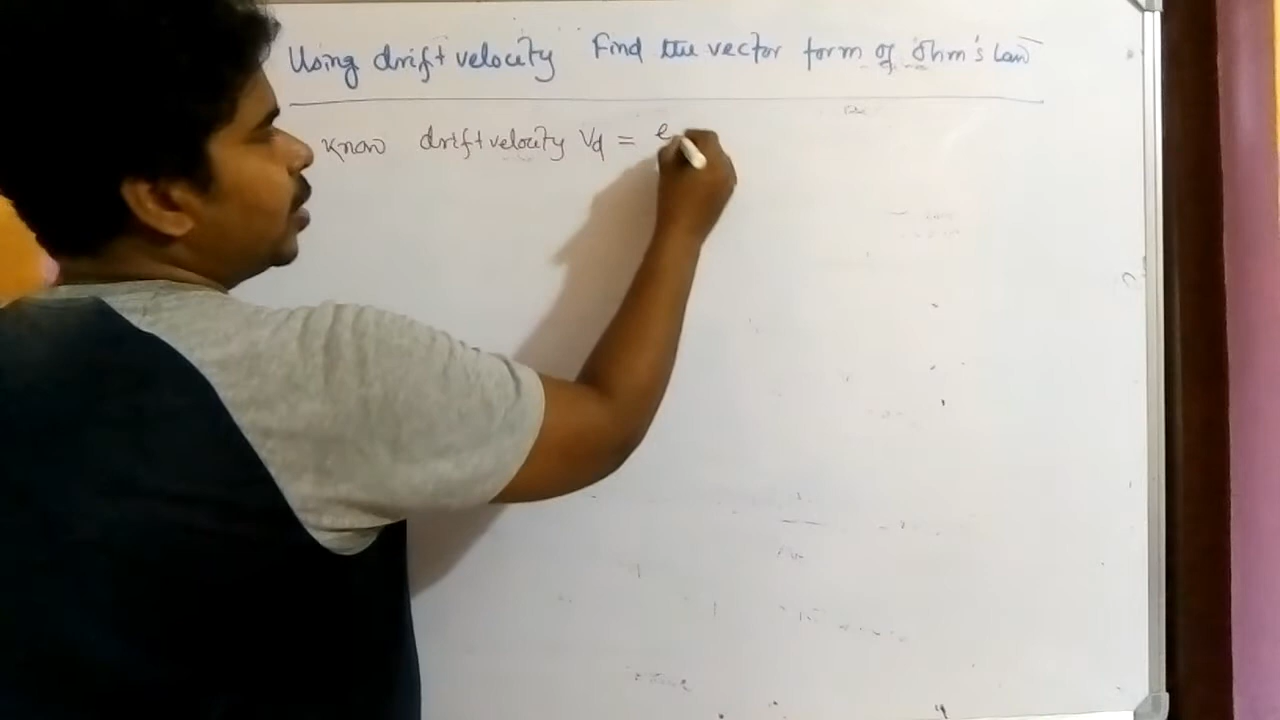 Using drift velocity Find the vector form of Ohm's Law
know drift velocity Vd = e